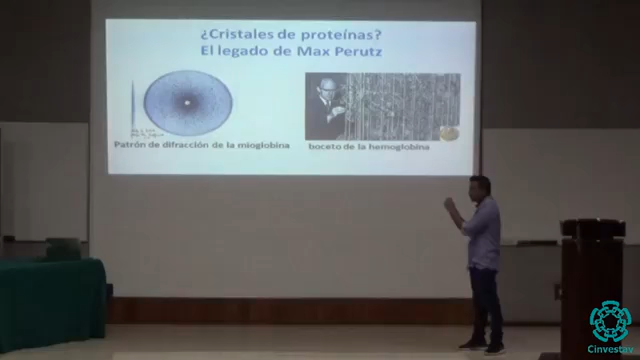 ¿Cristales de proteínas?
El legado de Max Perutz
Patrón de difracción de la mioglobina
boceto de la hemoglobina
Cinvestav